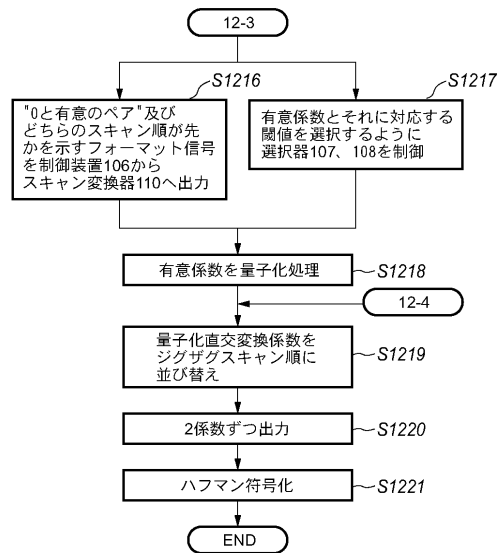 12-3
S1216
"0と有意のペア"及び
どちらのスキャン順が先
かを示すフォーマット信号
を制御装置106から
スキャン変換器110へ出力
S1217
有意係数とそれに対応する
閾値を選択するように
選択器107、108を制御
有意係数を量子化処理
S1218
12-4
量子化直交変換係数を
ジグザグスキャン順に
並び替え
S1219
2係数ずつ出力
S1220
ハフマン符号化
S1221
END